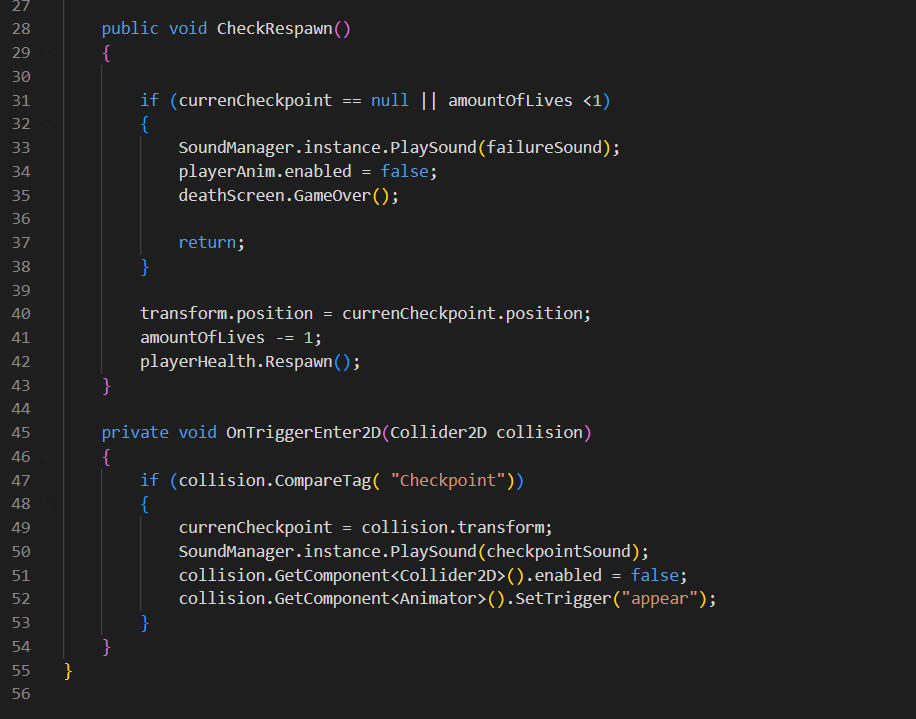 27
28 public void CheckRespawn()
29 {
30
31 if (currenCheckpoint == null || amountOfLives <1)
32 {
33 SoundManager.instance.PlaySound(failureSound);
34 playerAnim.enabled = false;
35 deathScreen.GameOver();
36
37 return;
38 }
39
40 transform.position = currenCheckpoint.position;
41 amountOfLives -= 1;
42 playerHealth.Respawn();
43 }
44
45 private void OnTriggerEnter2D(Collider2D collision)
46 {
47 if (collision.CompareTag( "Checkpoint"))
48 {
49 currenCheckpoint = collision.transform;
50 SoundManager.instance.PlaySound(checkpointSound);
51 collision.GetComponent<Collider2D>().enabled = false;
52 collision.GetComponent<Animator>().SetTrigger("appear");
53 }
54 }
55 }
56